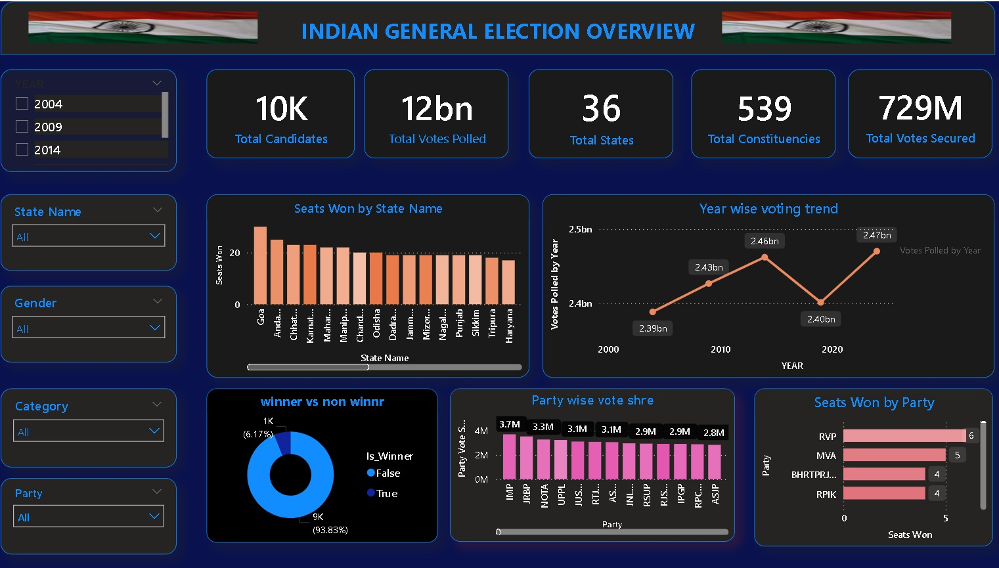 INDIAN GENERAL ELECTION OVERVIEW
YEAR
2004
2009
2014
10K
Total Candidates
12bn
Total Votes Polled
36
Total States
539
Total Constituencies
729M
Total Votes Secured
State Name
All
Gender
All
Category
All
Party
All
Seats Won by State Name
Seats Won
20
0
Goa
Anda...
Chhat...
Karnat...
Mahar...
Manip...
Chand...
Odisha
Dadra...
Jamm...
Mizor...
Nagal...
Punjab
Sikkim
Tripura
Haryana
State Name
Year wise voting trend
Votes Polled by Year
2.5bn
2.4bn
2.39bn
2.43bn
2.46bn
2.40bn
2.47bn
Votes Polled by Year
2000
2010
2020
YEAR
winner vs non winnr
1K
(6.17%)
9K
(93.83%)
Is_Winner
False
True
Party wise vote shre
Party Vote S...
4M
2M
0M
3.7M
3.3M
3.1M
3.1M
2.9M
2.9M
2.8M
IMP
JRBP
NOTA
UPPL
JUS...
RTJ...
AS...
JNL...
RSUP
RJS...
IPGP
RPC...
ASJP
Party
Seats Won by Party
Party
RVP
6
MVA
5
BHRTPRJ...
4
RPIK
4
0
5
Seats Won